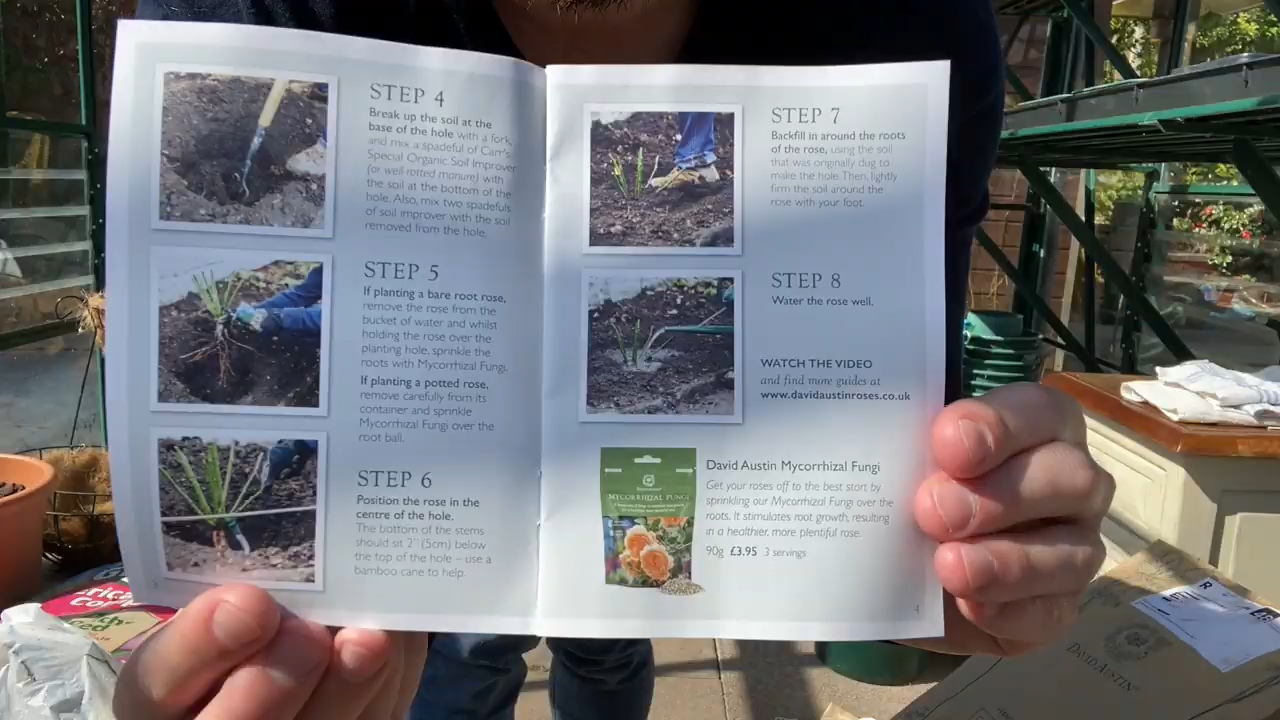 STEP 4
Break up the soil at the
base of the hole with a fork,
and mix a spadeful of Carr's
Special Organic Soil Improver
(or well-rotted manure) with
the soil at the bottom of the
hole. Also, mix two spadefuls
of soil improver with the soil
removed from the hole.
STEP 5
If planting a bare root rose,
remove the rose from the
bucket of water and whilst
holding the rose over the
planting hole, sprinkle the
roots with Mycorrhizal Fungi.
If planting a potted rose,
remove carefully from its
container and sprinkle
Mycorrhizal Fungi over the
root ball.
STEP 6
Position the rose in the
centre of the hole.
The bottom of the stems
should sit 2" (5cm) below
the top of the hole – use a
bamboo cane to help.
STEP 7
Backfill in around the roots
of the rose, using the soil
that was originally dug to
make the hole. Then, lightly
firm the soil around the
rose with your foot.
STEP 8
Water the rose well.
WATCH THE VIDEO
and find more guides at
www.davidaustinroses.co.uk
MYCORRHIZAL FUNGI
David Austin Mycorrhizal Fungi
Get your roses off to the best start by
sprinkling our Mycorrhizal Fungi over the
roots. It stimulates root growth, resulting
in a healthier, more plentiful rose.
90g £3.95 3 servings
4
DAVID AUSTIN